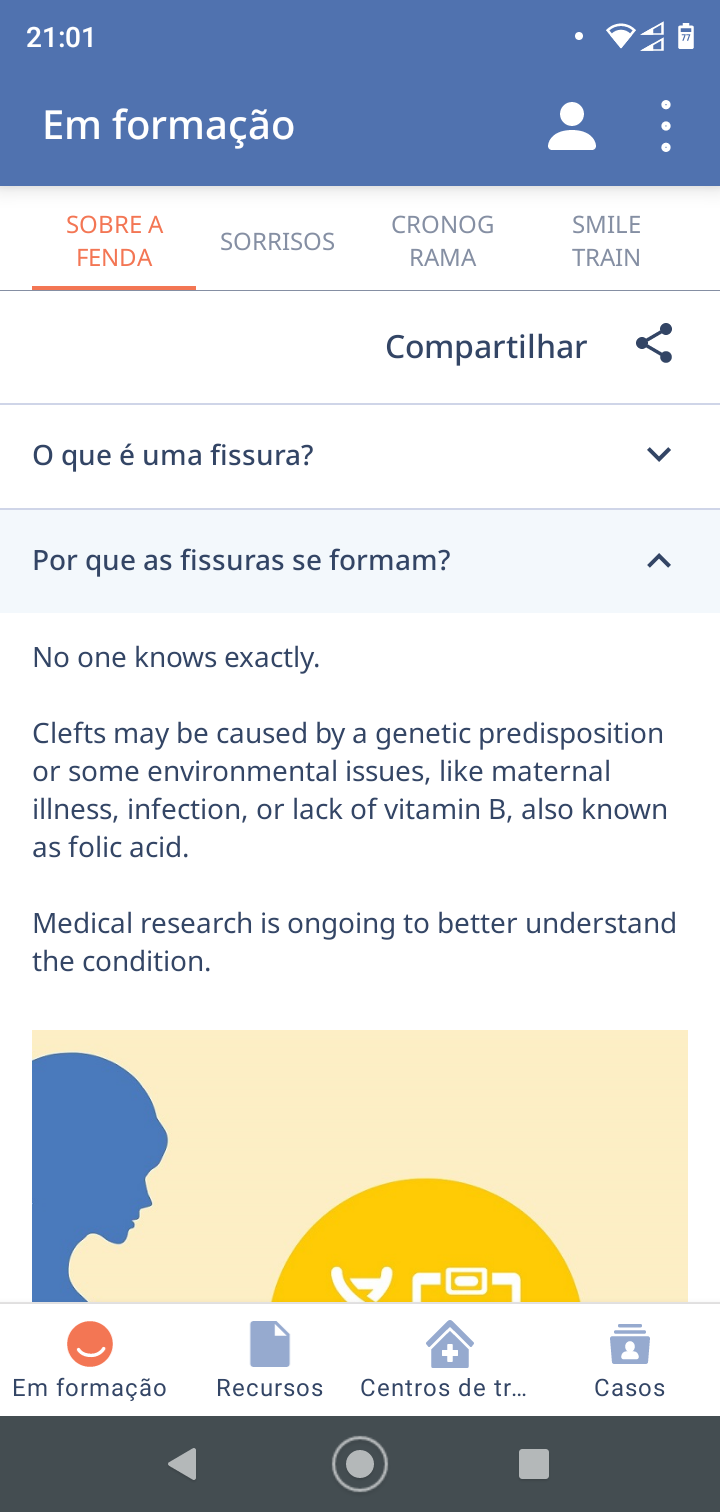 21:01
77
Em formação
SOBRE A
FENDA
SORRISOS
CRONOG
RAMA
SMILE
TRAIN
Compartilhar
O que é uma fissura?
Por que as fissuras se formam?
No one knows exactly.
Clefts may be caused by a genetic predisposition
or some environmental issues, like maternal
illness, infection, or lack of vitamin B, also known
as folic acid.
Medical research is ongoing to better understand
the condition.
Em formação
Recursos
Centros de tr...
Casos